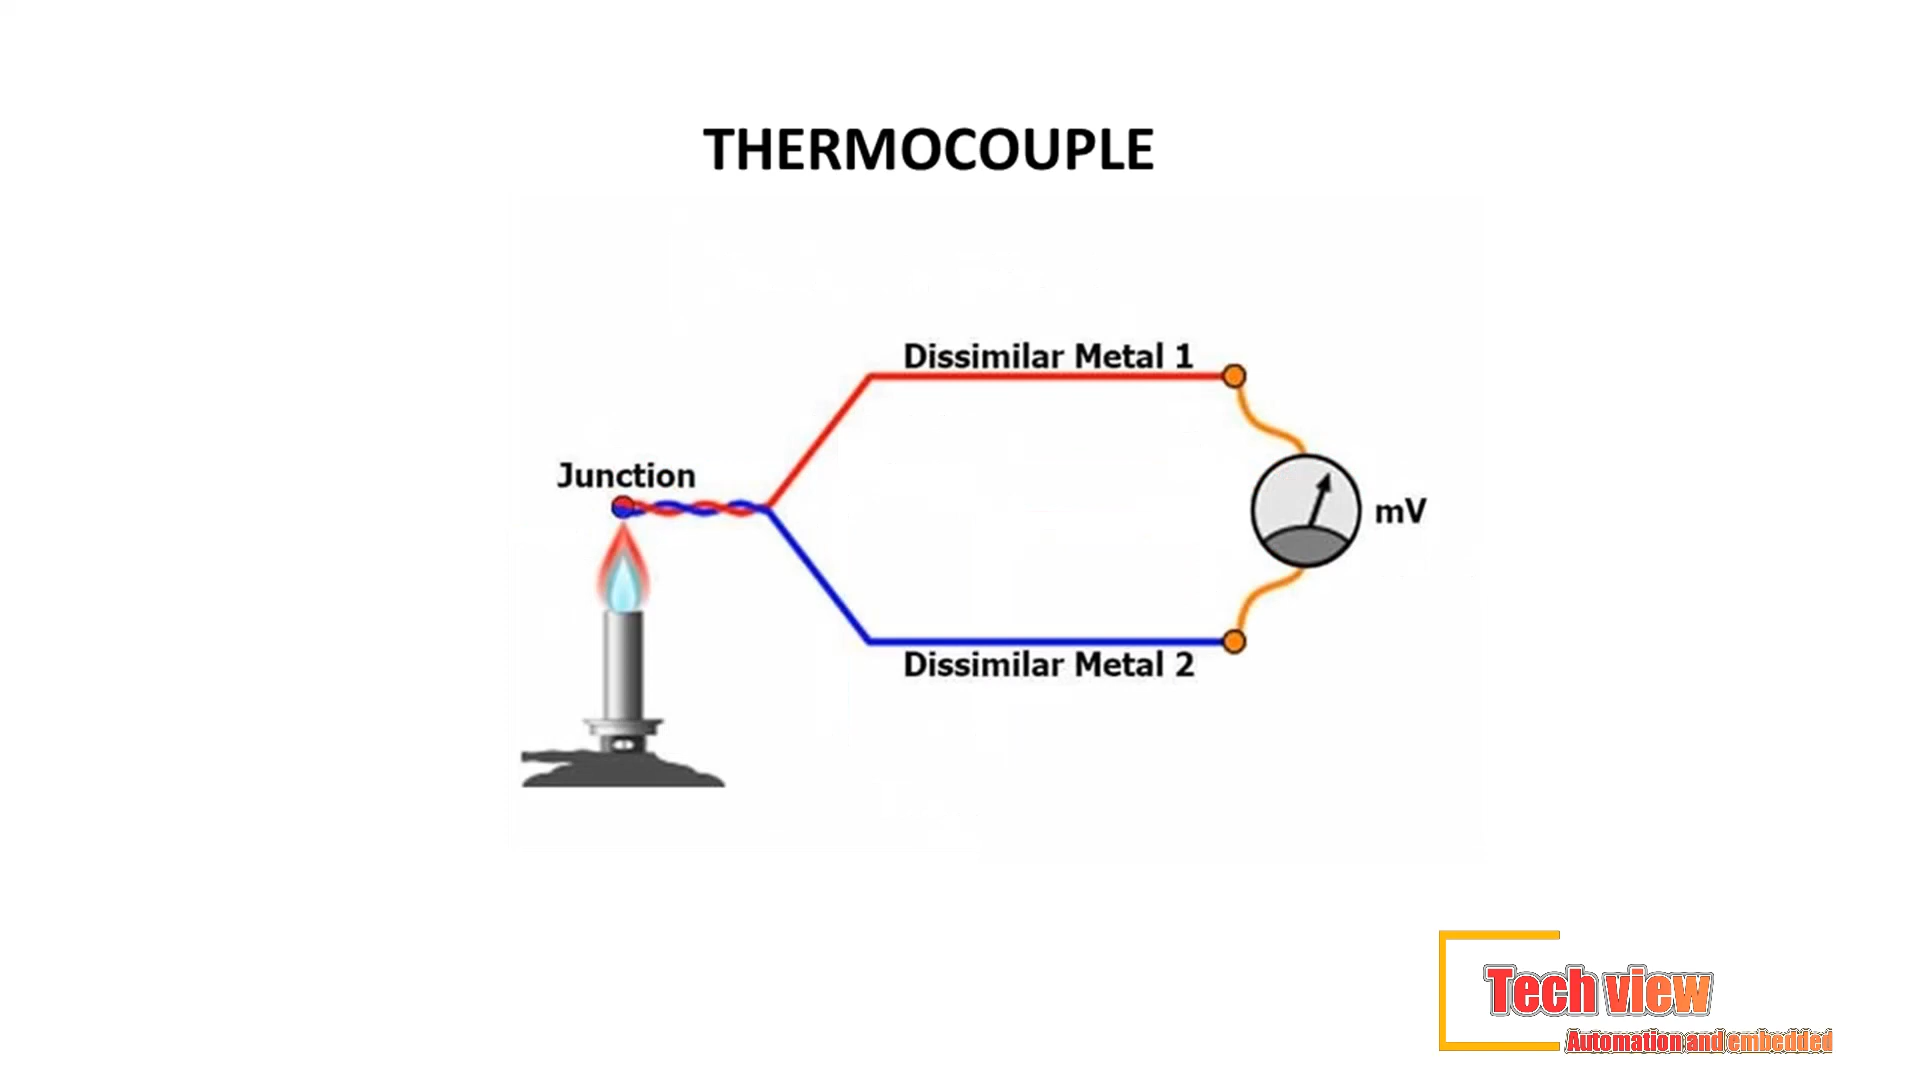 THERMOCOUPLE
Dissimilar Metal 1
Junction
mV
Dissimilar Metal 2
Tech view
Automation and embedded